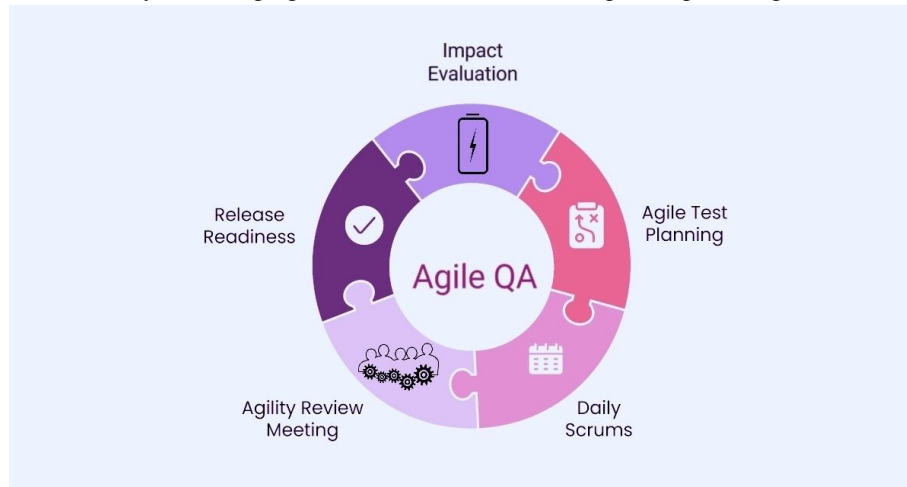 Impact
Evaluation
Release
Readiness
Agile Test
Planning
Agile QA
Agility Review
Meeting
Daily
Scrums